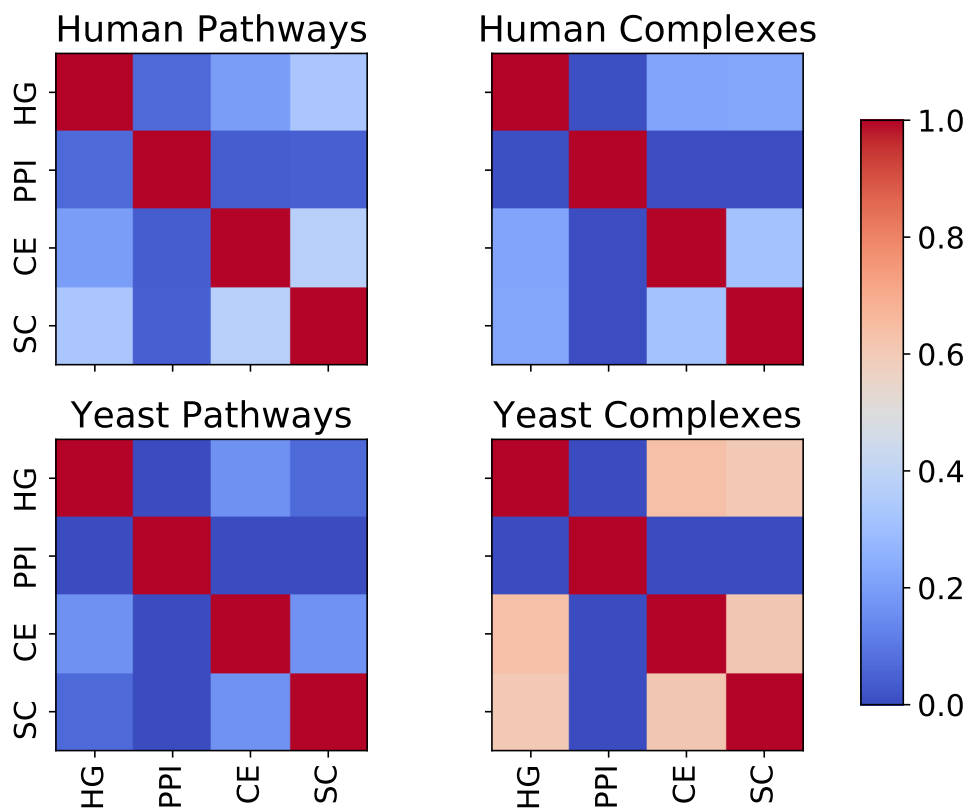 Human Pathways
Human Complexes
HG
PPI
CE
SC
1.0
0.8
0.6
0.4
0.2
0.0
Yeast Pathways
Yeast Complexes
HG
PPI
CE
SC
HG
PPI
CE
SC
HG
PPI
CE
SC